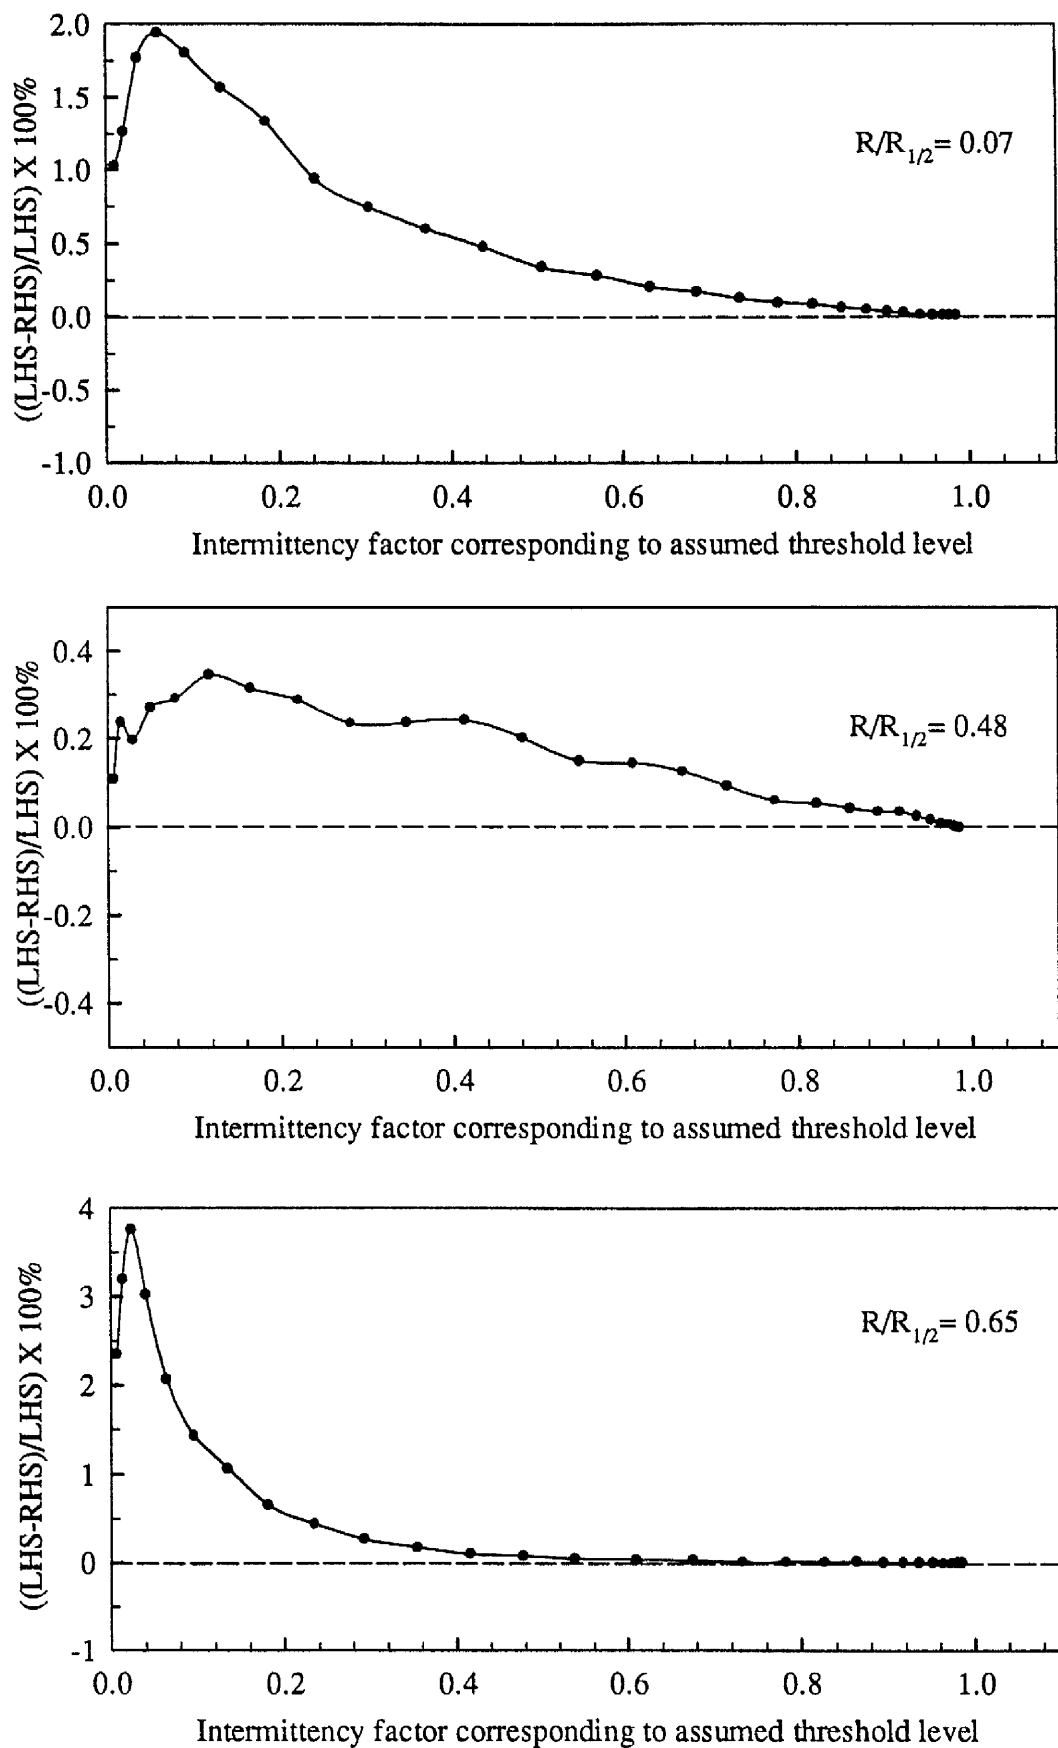 ((LHS-RHS)/LHS) X 100%
2.0
1.5
1.0
0.5
0.0
-0.5
-1.0
R/R1/2= 0.07
0.0 0.2 0.4 0.6 0.8 1.0
Intermittency factor corresponding to assumed threshold level
((LHS-RHS)/LHS) X 100%
0.4
0.2
0.0
-0.2
-0.4
R/R1/2= 0.48
0.0 0.2 0.4 0.6 0.8 1.0
Intermittency factor corresponding to assumed threshold level
((LHS-RHS)/LHS) X 100%
4
3
2
1
0
-1
R/R1/2= 0.65
0.0 0.2 0.4 0.6 0.8 1.0
Intermittency factor corresponding to assumed threshold level